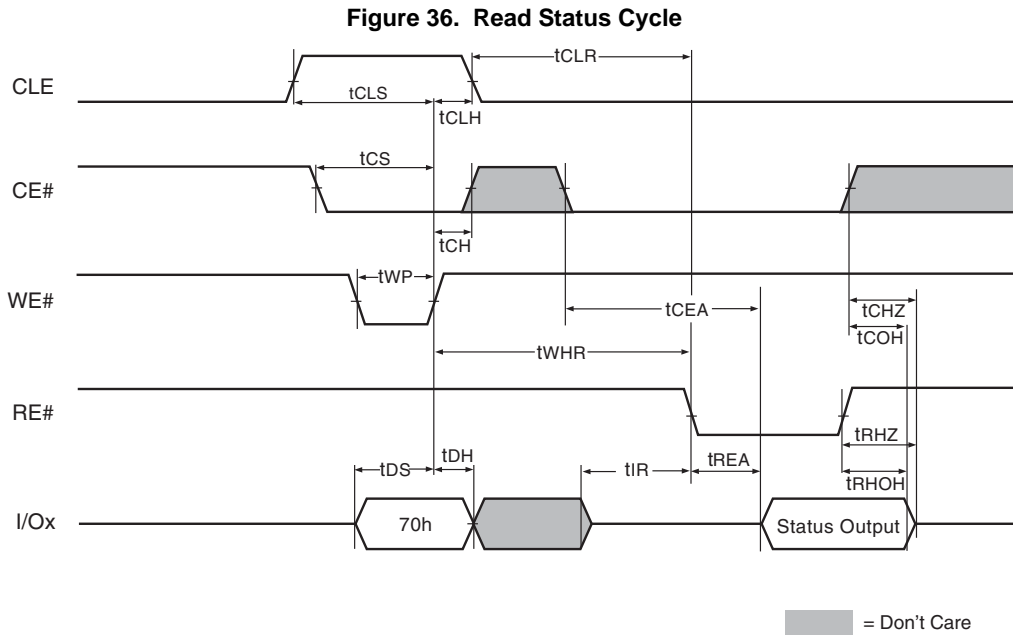 Figure 36. Read Status Cycle
CLE
tCLS
tCLH
tCLR
CE#
tCS
tCH
WE#
tWP
tCEA
tCHZ
tCOH
tWHR
RE#
tRHZ
tRHOH
tDS
tDH
tIR
tREA
I/Ox
70h
Status Output
= Don't Care